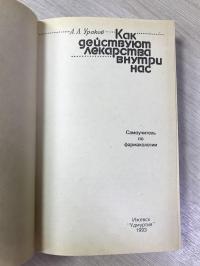 А. Л. Ураков
Как
действуют
лекарства
внутри
нас
Самоучитель
по
фармакологии
Ижевск
"Удмуртия"
1993